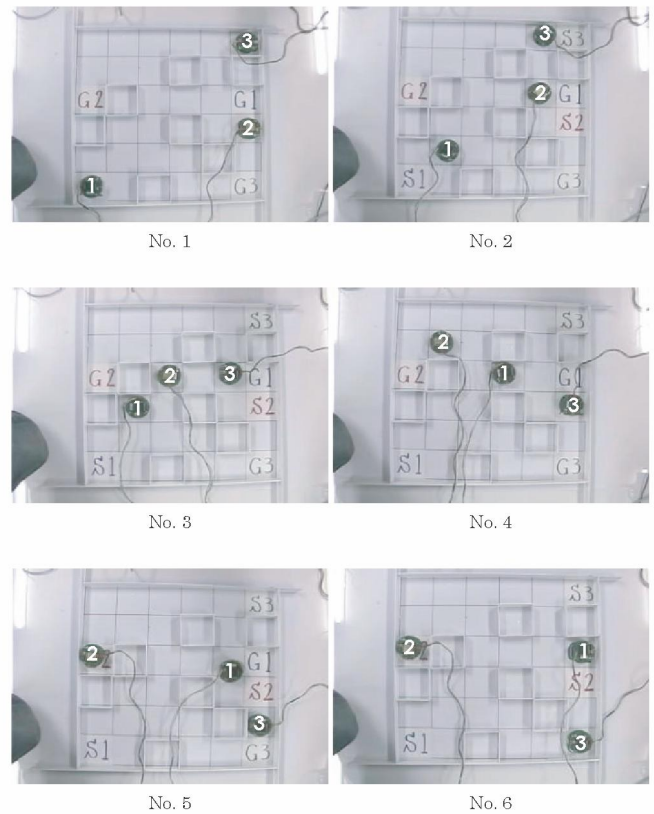 3
G2 G1
2
1 G3
No. 1
3 S3
G2 2 G1
S2
1
S1 G3
No. 2
S3
G2 2 3 G1
1 S2
S1 G3
No. 3
S3
2
G2 1 G1
3
S1 G3
No. 4
S3
2 1 G1
S2
3
S1 G3
No. 5
S3
2 1
S2
S1 3
No. 6